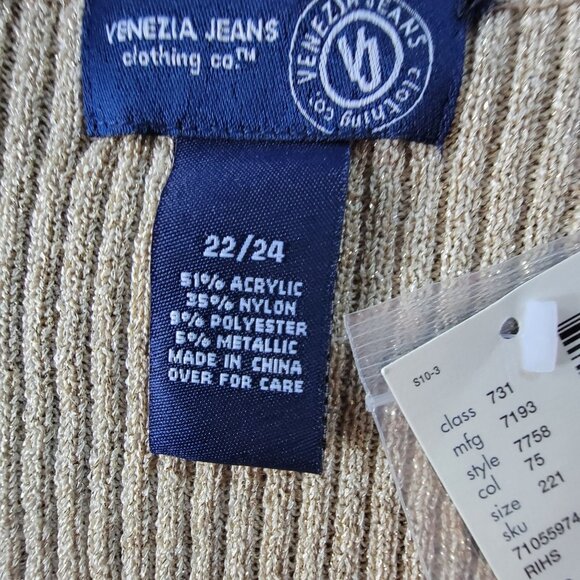 VENEZIA JEANS
clothing co.™
VENEZIA JEANS
clothing co.
22/24
51% ACRYLIC
35% NYLON
9% POLYESTER
5% METALLIC
MADE IN CHINA
OVER FOR CARE
S10-3
class 731
mfg 7193
style 7758
col 75
size 221
sku
71055974
RIHS